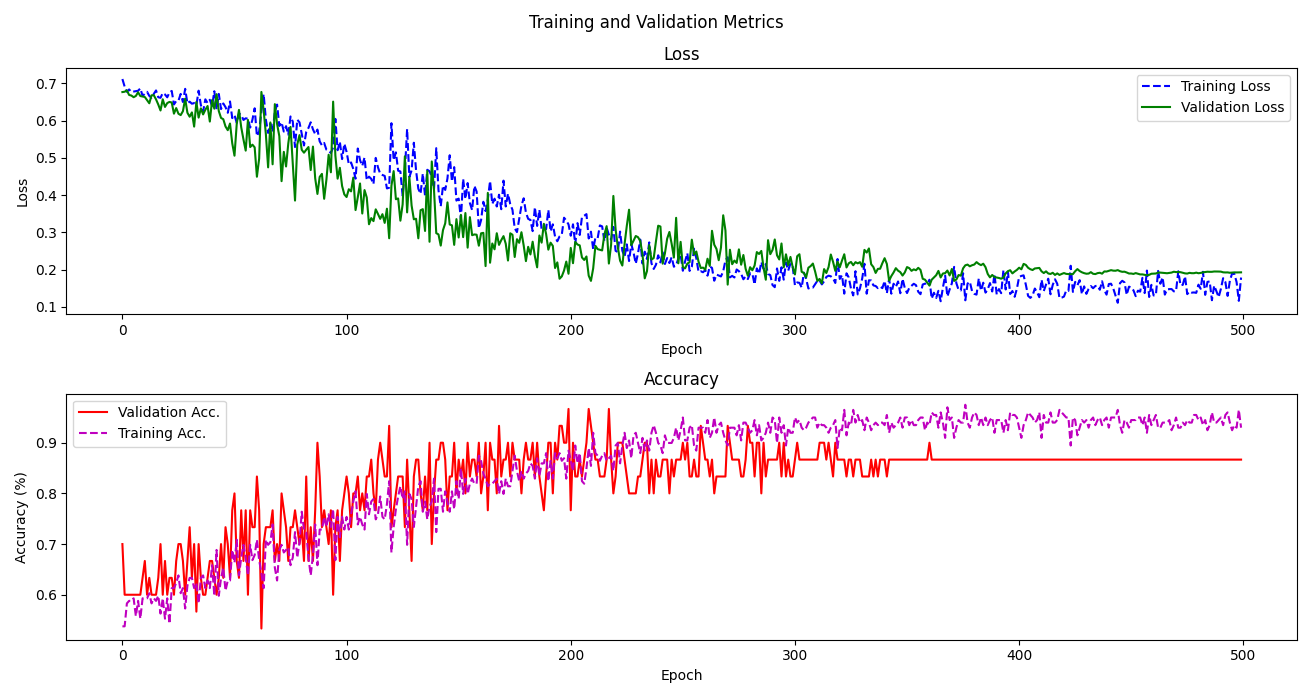 Training and Validation Metrics
Loss
0.7
0.6
0.5
0.4
0.3
0.2
0.1
Loss
Training Loss
Validation Loss
0 100 200 300 400 500
Epoch
Accuracy
0.9
0.8
0.7
0.6
Accuracy (%)
Validation Acc.
Training Acc.
0 100 200 300 400 500
Epoch